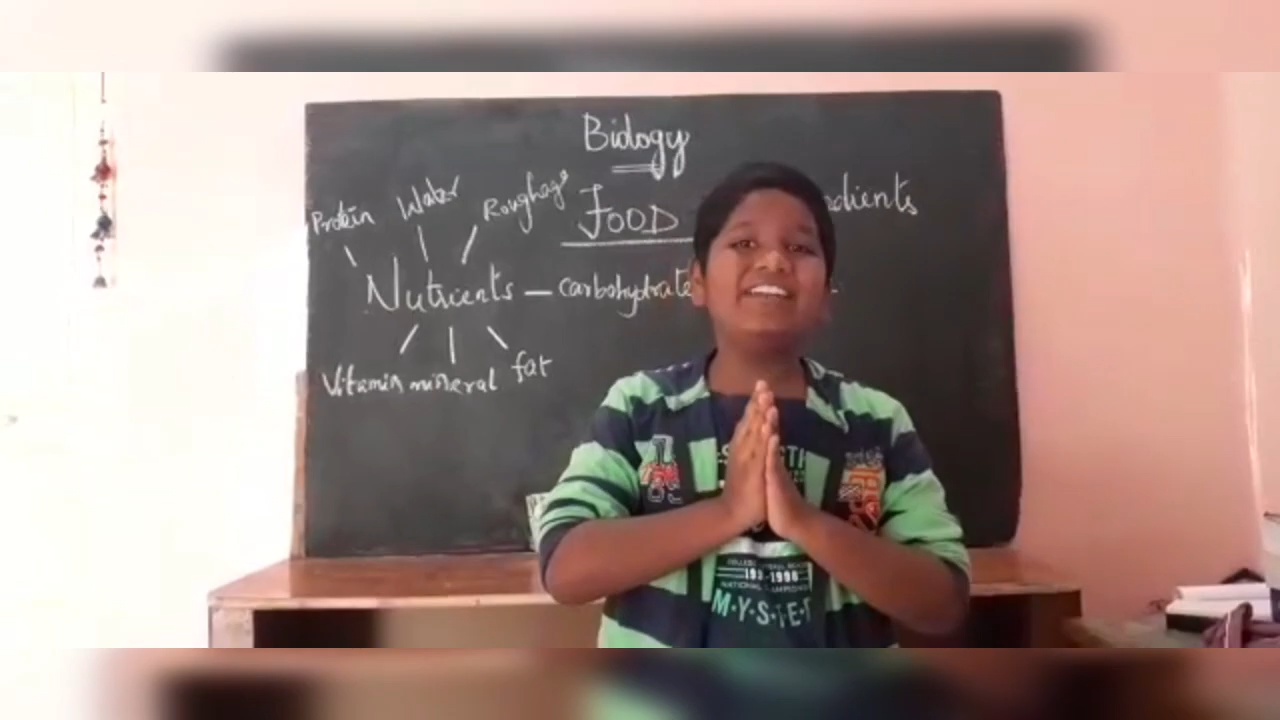 Biology
Protein Water Roughage
FOOD
Nutrients — carbohydrate
Vitamin mineral fat
M·Y·S·T·E·